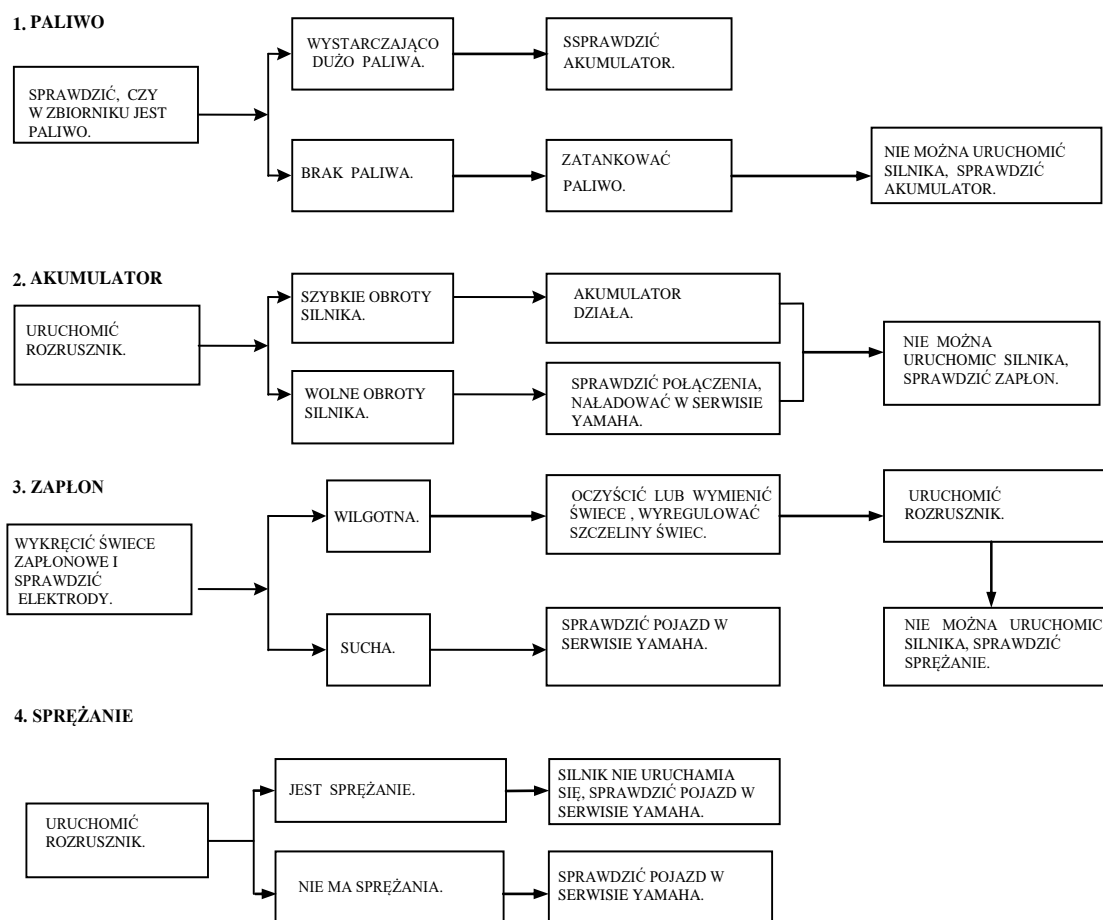 1. PALIWO
SPRAWDZIĆ, CZY
W ZBIORNIKU JEST
PALIWO.
WYSTARCZAJĄCO
DUŻO PALIWA.
SSPRAWDZIĆ
AKUMULATOR.
BRAK PALIWA.
ZATANKOWAĆ
PALIWO.
NIE MOŻNA URUCHOMIĆ
SILNIKA, SPRAWDZIĆ
AKUMULATOR.
2. AKUMULATOR
URUCHOMIĆ
ROZRUSZNIK.
SZYBKIE OBROTY
SILNIKA.
AKUMULATOR
DZIAŁA.
WOLNE OBROTY
SILNIKA.
SPRAWDZIĆ POŁĄCZENIA,
NAŁADOWAĆ W SERWISIE
YAMAHA.
NIE MOŻNA
URUCHOMIC SILNIKA,
SPRAWDZIĆ ZAPŁON.
3. ZAPŁON
WYKRĘCIĆ ŚWIECE
ZAPŁONOWE I
SPRAWDZIĆ
ELEKTRODY.
WILGOTNA.
OCZYŚCIĆ LUB WYMIENIĆ
ŚWIECE , WYREGULOWAĆ
SZCZELINY ŚWIEC.
URUCHOMIĆ
ROZRUSZNIK.
SUCHA.
SPRAWDZIĆ POJAZD W
SERWISIE YAMAHA.
NIE MOŻNA URUCHOMIC
SILNIKA, SPRAWDZIĆ
SPRĘŻANIE.
4. SPRĘŻANIE
URUCHOMIĆ
ROZRUSZNIK.
JEST SPRĘŻANIE.
SILNIK NIE URUCHAMIA
SIĘ, SPRAWDZIĆ POJAZD W
SERWISIE YAMAHA.
NIE MA SPRĘŻANIA.
SPRAWDZIĆ POJAZD W
SERWISIE YAMAHA.